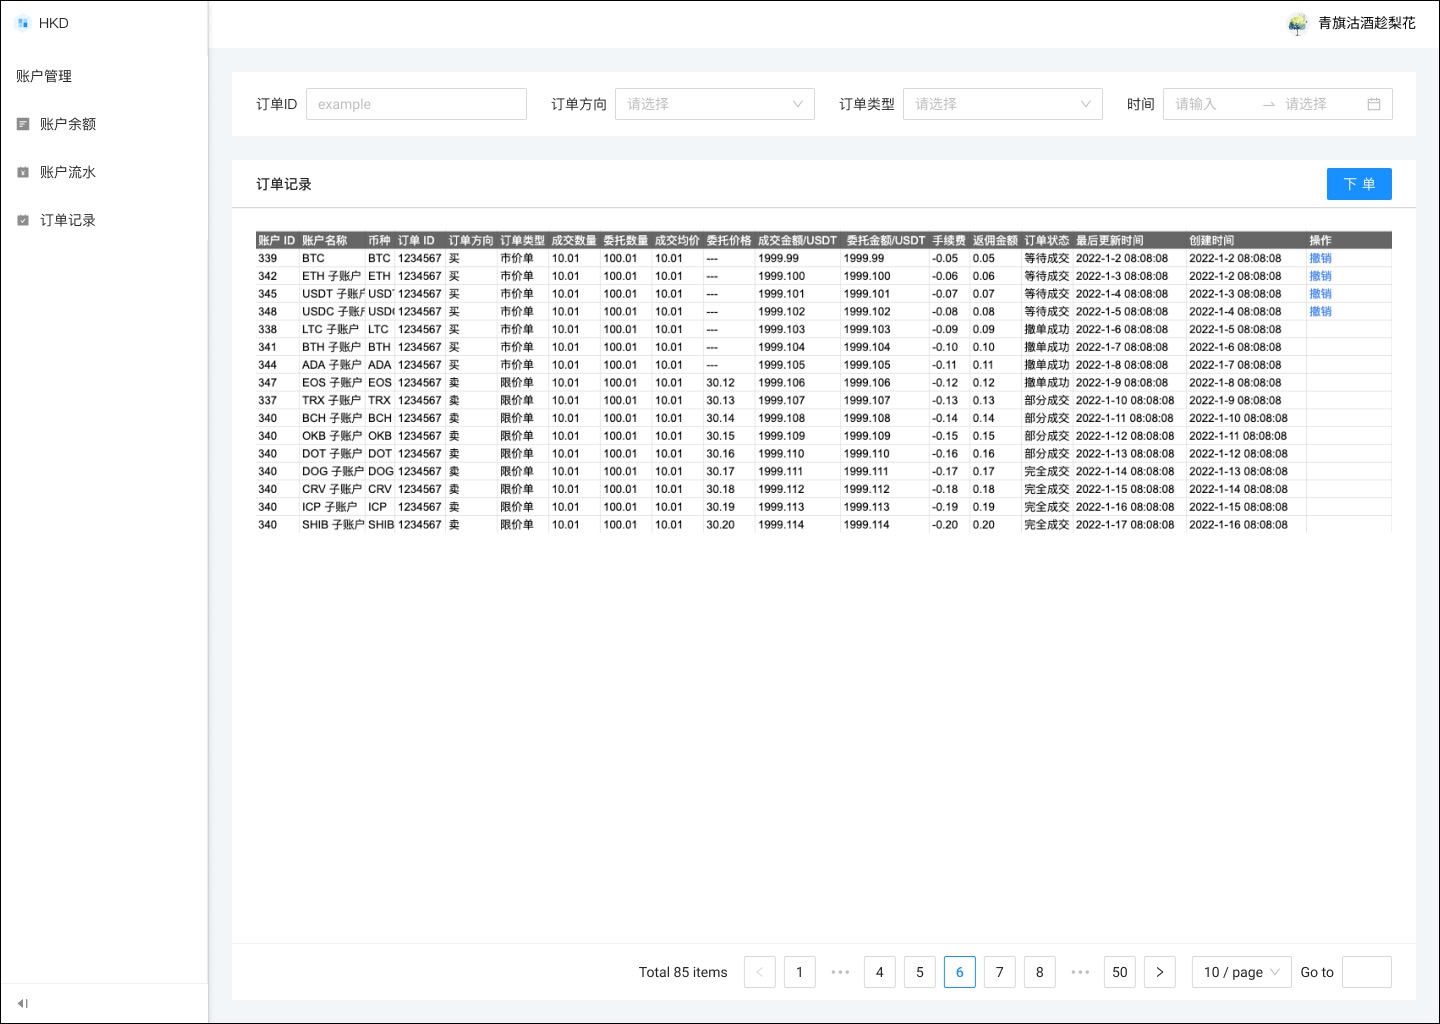 HKD
青旗沽酒趁梨花
账户管理
账户余额
账户流水
订单记录
订单ID example 订单方向 请选择 订单类型 请选择 时间 请输入 → 请选择
订单记录 下 单
账户 ID 账户名称 币种 订单 ID 订单方向 订单类型 成交数量 委托数量 成交均价 委托价格 成交金额/USDT 委托金额/USDT 手续费 返佣金额 订单状态 最后更新时间 创建时间 操作
339 BTC BTC 1234567 买 市价单 10.01 100.01 10.01 --- 1999.99 1999.99 -0.05 0.05 等待成交 2022-1-2 08:08:08 2022-1-2 08:08:08 撤销
342 ETH 子账户 ETH 1234567 买 市价单 10.01 100.01 10.01 --- 1999.100 1999.100 -0.06 0.06 等待成交 2022-1-3 08:08:08 2022-1-2 08:08:08 撤销
345 USDT 子账户 USDT 1234567 买 市价单 10.01 100.01 10.01 --- 1999.101 1999.101 -0.07 0.07 等待成交 2022-1-4 08:08:08 2022-1-3 08:08:08 撤销
348 USDC 子账户 USDC 1234567 买 市价单 10.01 100.01 10.01 --- 1999.102 1999.102 -0.08 0.08 等待成交 2022-1-5 08:08:08 2022-1-4 08:08:08 撤销
338 LTC 子账户 LTC 1234567 买 市价单 10.01 100.01 10.01 --- 1999.103 1999.103 -0.09 0.09 撤单成功 2022-1-6 08:08:08 2022-1-5 08:08:08
341 BTH 子账户 BTH 1234567 买 市价单 10.01 100.01 10.01 --- 1999.104 1999.104 -0.10 0.10 撤单成功 2022-1-7 08:08:08 2022-1-6 08:08:08
344 ADA 子账户 ADA 1234567 买 市价单 10.01 100.01 10.01 --- 1999.105 1999.105 -0.11 0.11 撤单成功 2022-1-8 08:08:08 2022-1-7 08:08:08
347 EOS 子账户 EOS 1234567 卖 限价单 10.01 100.01 10.01 30.12 1999.106 1999.106 -0.12 0.12 撤单成功 2022-1-9 08:08:08 2022-1-8 08:08:08
337 TRX 子账户 TRX 1234567 卖 限价单 10.01 100.01 10.01 30.13 1999.107 1999.107 -0.13 0.13 部分成交 2022-1-10 08:08:08 2022-1-9 08:08:08
340 BCH 子账户 BCH 1234567 卖 限价单 10.01 100.01 10.01 30.14 1999.108 1999.108 -0.14 0.14 部分成交 2022-1-11 08:08:08 2022-1-10 08:08:08
340 OKB 子账户 OKB 1234567 卖 限价单 10.01 100.01 10.01 30.15 1999.109 1999.109 -0.15 0.15 部分成交 2022-1-12 08:08:08 2022-1-11 08:08:08
340 DOT 子账户 DOT 1234567 卖 限价单 10.01 100.01 10.01 30.16 1999.110 1999.110 -0.16 0.16 部分成交 2022-1-13 08:08:08 2022-1-12 08:08:08
340 DOG 子账户 DOG 1234567 卖 限价单 10.01 100.01 10.01 30.17 1999.111 1999.111 -0.17 0.17 完全成交 2022-1-14 08:08:08 2022-1-13 08:08:08
340 CRV 子账户 CRV 1234567 卖 限价单 10.01 100.01 10.01 30.18 1999.112 1999.112 -0.18 0.18 完全成交 2022-1-15 08:08:08 2022-1-14 08:08:08
340 ICP 子账户 ICP 1234567 卖 限价单 10.01 100.01 10.01 30.19 1999.113 1999.113 -0.19 0.19 完全成交 2022-1-16 08:08:08 2022-1-15 08:08:08
340 SHIB 子账户 SHIB 1234567 卖 限价单 10.01 100.01 10.01 30.20 1999.114 1999.114 -0.20 0.20 完全成交 2022-1-17 08:08:08 2022-1-16 08:08:08
Total 85 items < 1 ••• 4 5 6 7 8 ••• 50 > 10 / page Go to